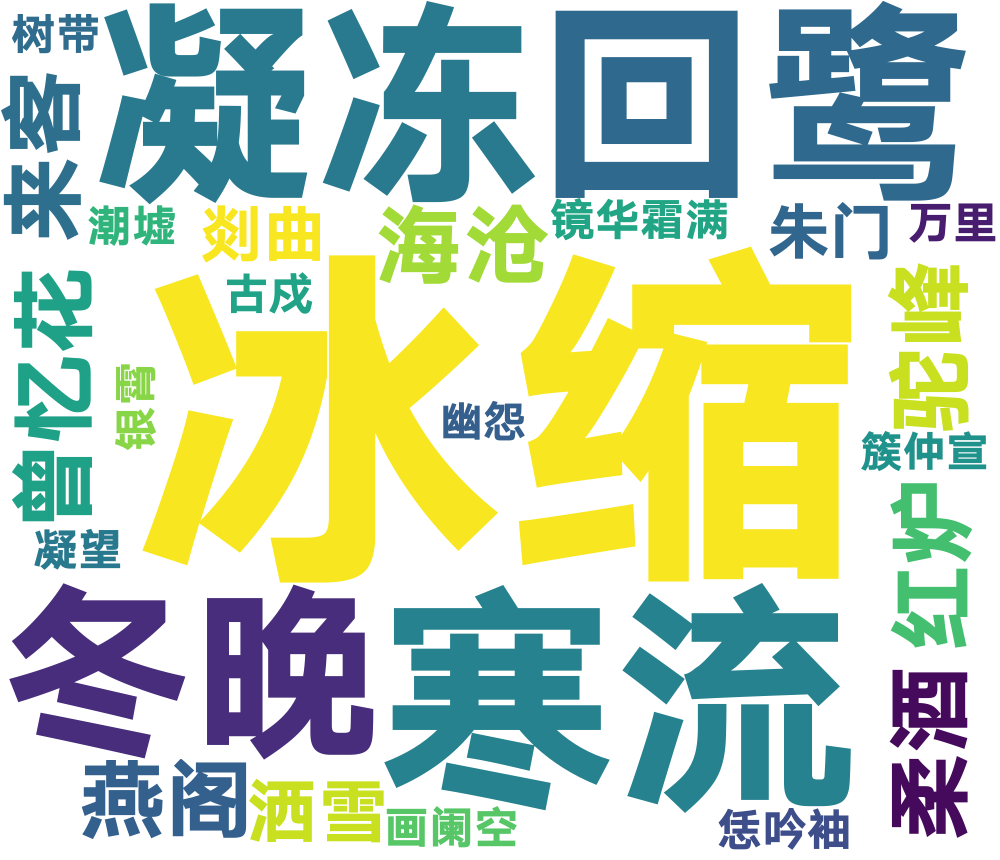 树带
凝冻
回鹭
来客
潮墟
剡曲
海沧
镜华霜满
朱门
万里
古戍
冰缩
曾忆花
驼峰
银霄
幽怨
簇仲宣
红炉
凝望
冬晚
寒流
柔酒
燕阁
洒雪
画阑空
恁吟袖